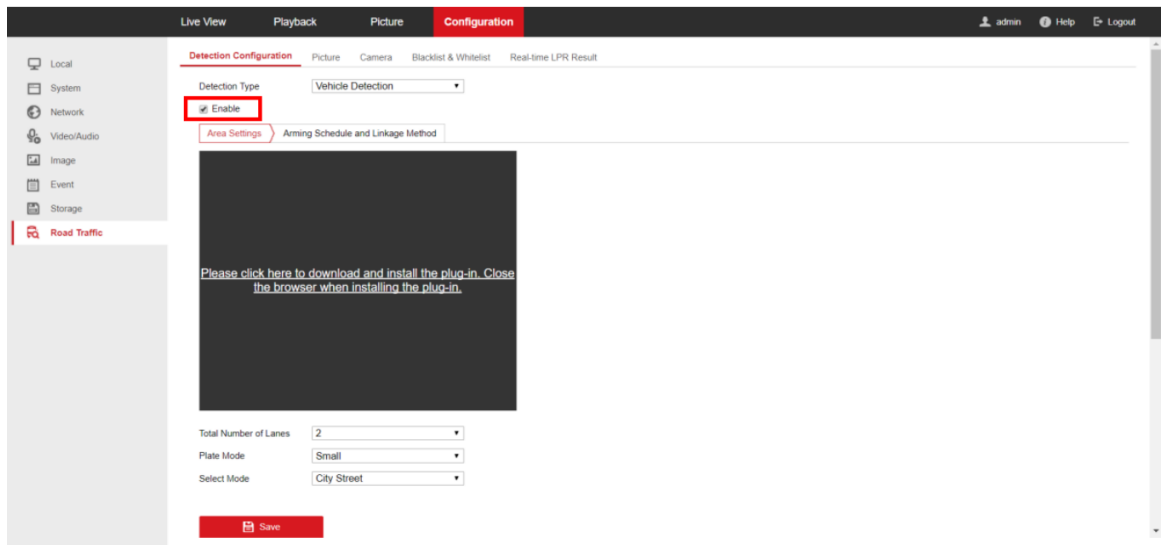 Live View Playback Picture Configuration admin Help Logout
Local
System
Network
Video/Audio
Image
Event
Storage
Road Traffic
Detection Configuration Picture Camera Blacklist & Whitelist Real-time LPR Result
Detection Type Vehicle Detection
Enable
Area Settings Arming Schedule and Linkage Method
Please click here to download and install the plug-in. Close
the browser when installing the plug-in.
Total Number of Lanes 2
Plate Mode Small
Select Mode City Street
Save